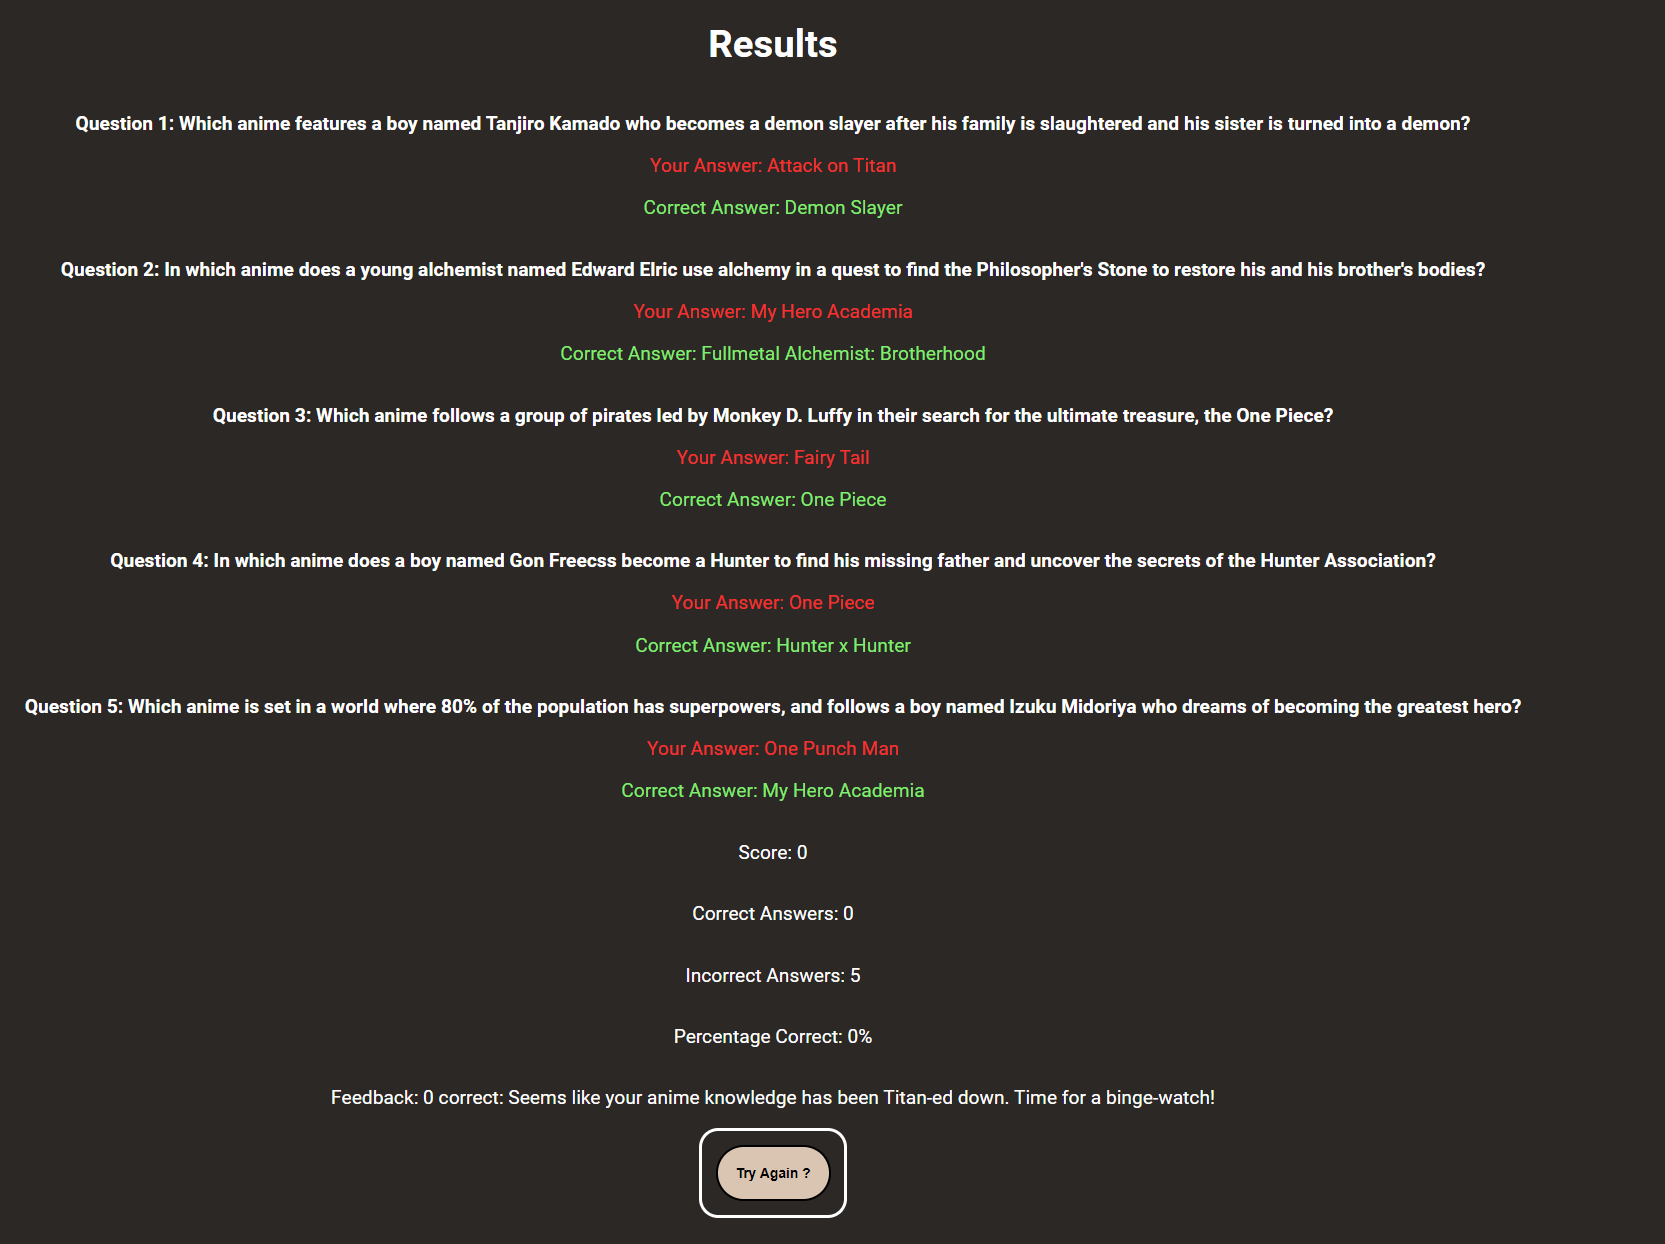 Results
Question 1: Which anime features a boy named Tanjiro Kamado who becomes a demon slayer after his family is slaughtered and his sister is turned into a demon?
Your Answer: Attack on Titan
Correct Answer: Demon Slayer
Question 2: In which anime does a young alchemist named Edward Elric use alchemy in a quest to find the Philosopher's Stone to restore his and his brother's bodies?
Your Answer: My Hero Academia
Correct Answer: Fullmetal Alchemist: Brotherhood
Question 3: Which anime follows a group of pirates led by Monkey D. Luffy in their search for the ultimate treasure, the One Piece?
Your Answer: Fairy Tail
Correct Answer: One Piece
Question 4: In which anime does a boy named Gon Freecss become a Hunter to find his missing father and uncover the secrets of the Hunter Association?
Your Answer: One Piece
Correct Answer: Hunter x Hunter
Question 5: Which anime is set in a world where 80% of the population has superpowers, and follows a boy named Izuku Midoriya who dreams of becoming the greatest hero?
Your Answer: One Punch Man
Correct Answer: My Hero Academia
Score: 0
Correct Answers: 0
Incorrect Answers: 5
Percentage Correct: 0%
Feedback: 0 correct: Seems like your anime knowledge has been Titan-ed down. Time for a binge-watch!
Try Again ?